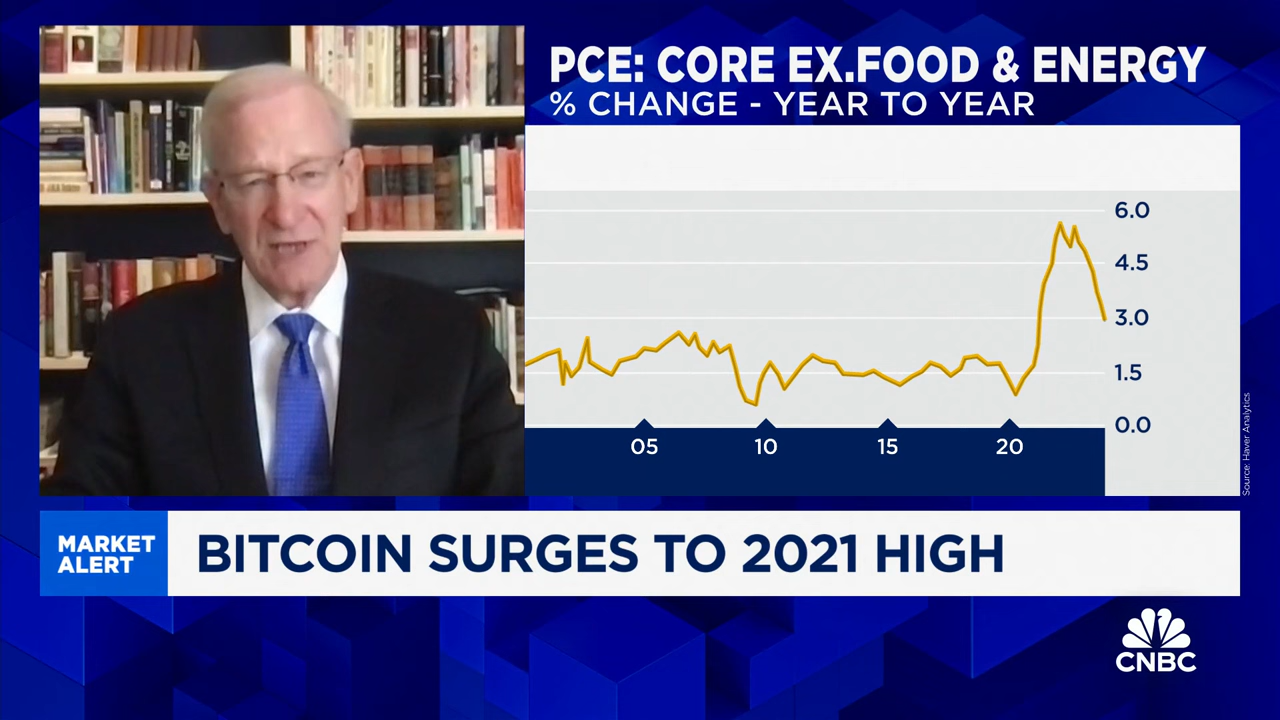 PCE: CORE EX.FOOD & ENERGY
% CHANGE - YEAR TO YEAR
6.0
4.5
3.0
1.5
0.0
05 10 15 20
Source: Haver Analytics
MARKET
ALERT
BITCOIN SURGES TO 2021 HIGH
CNBC